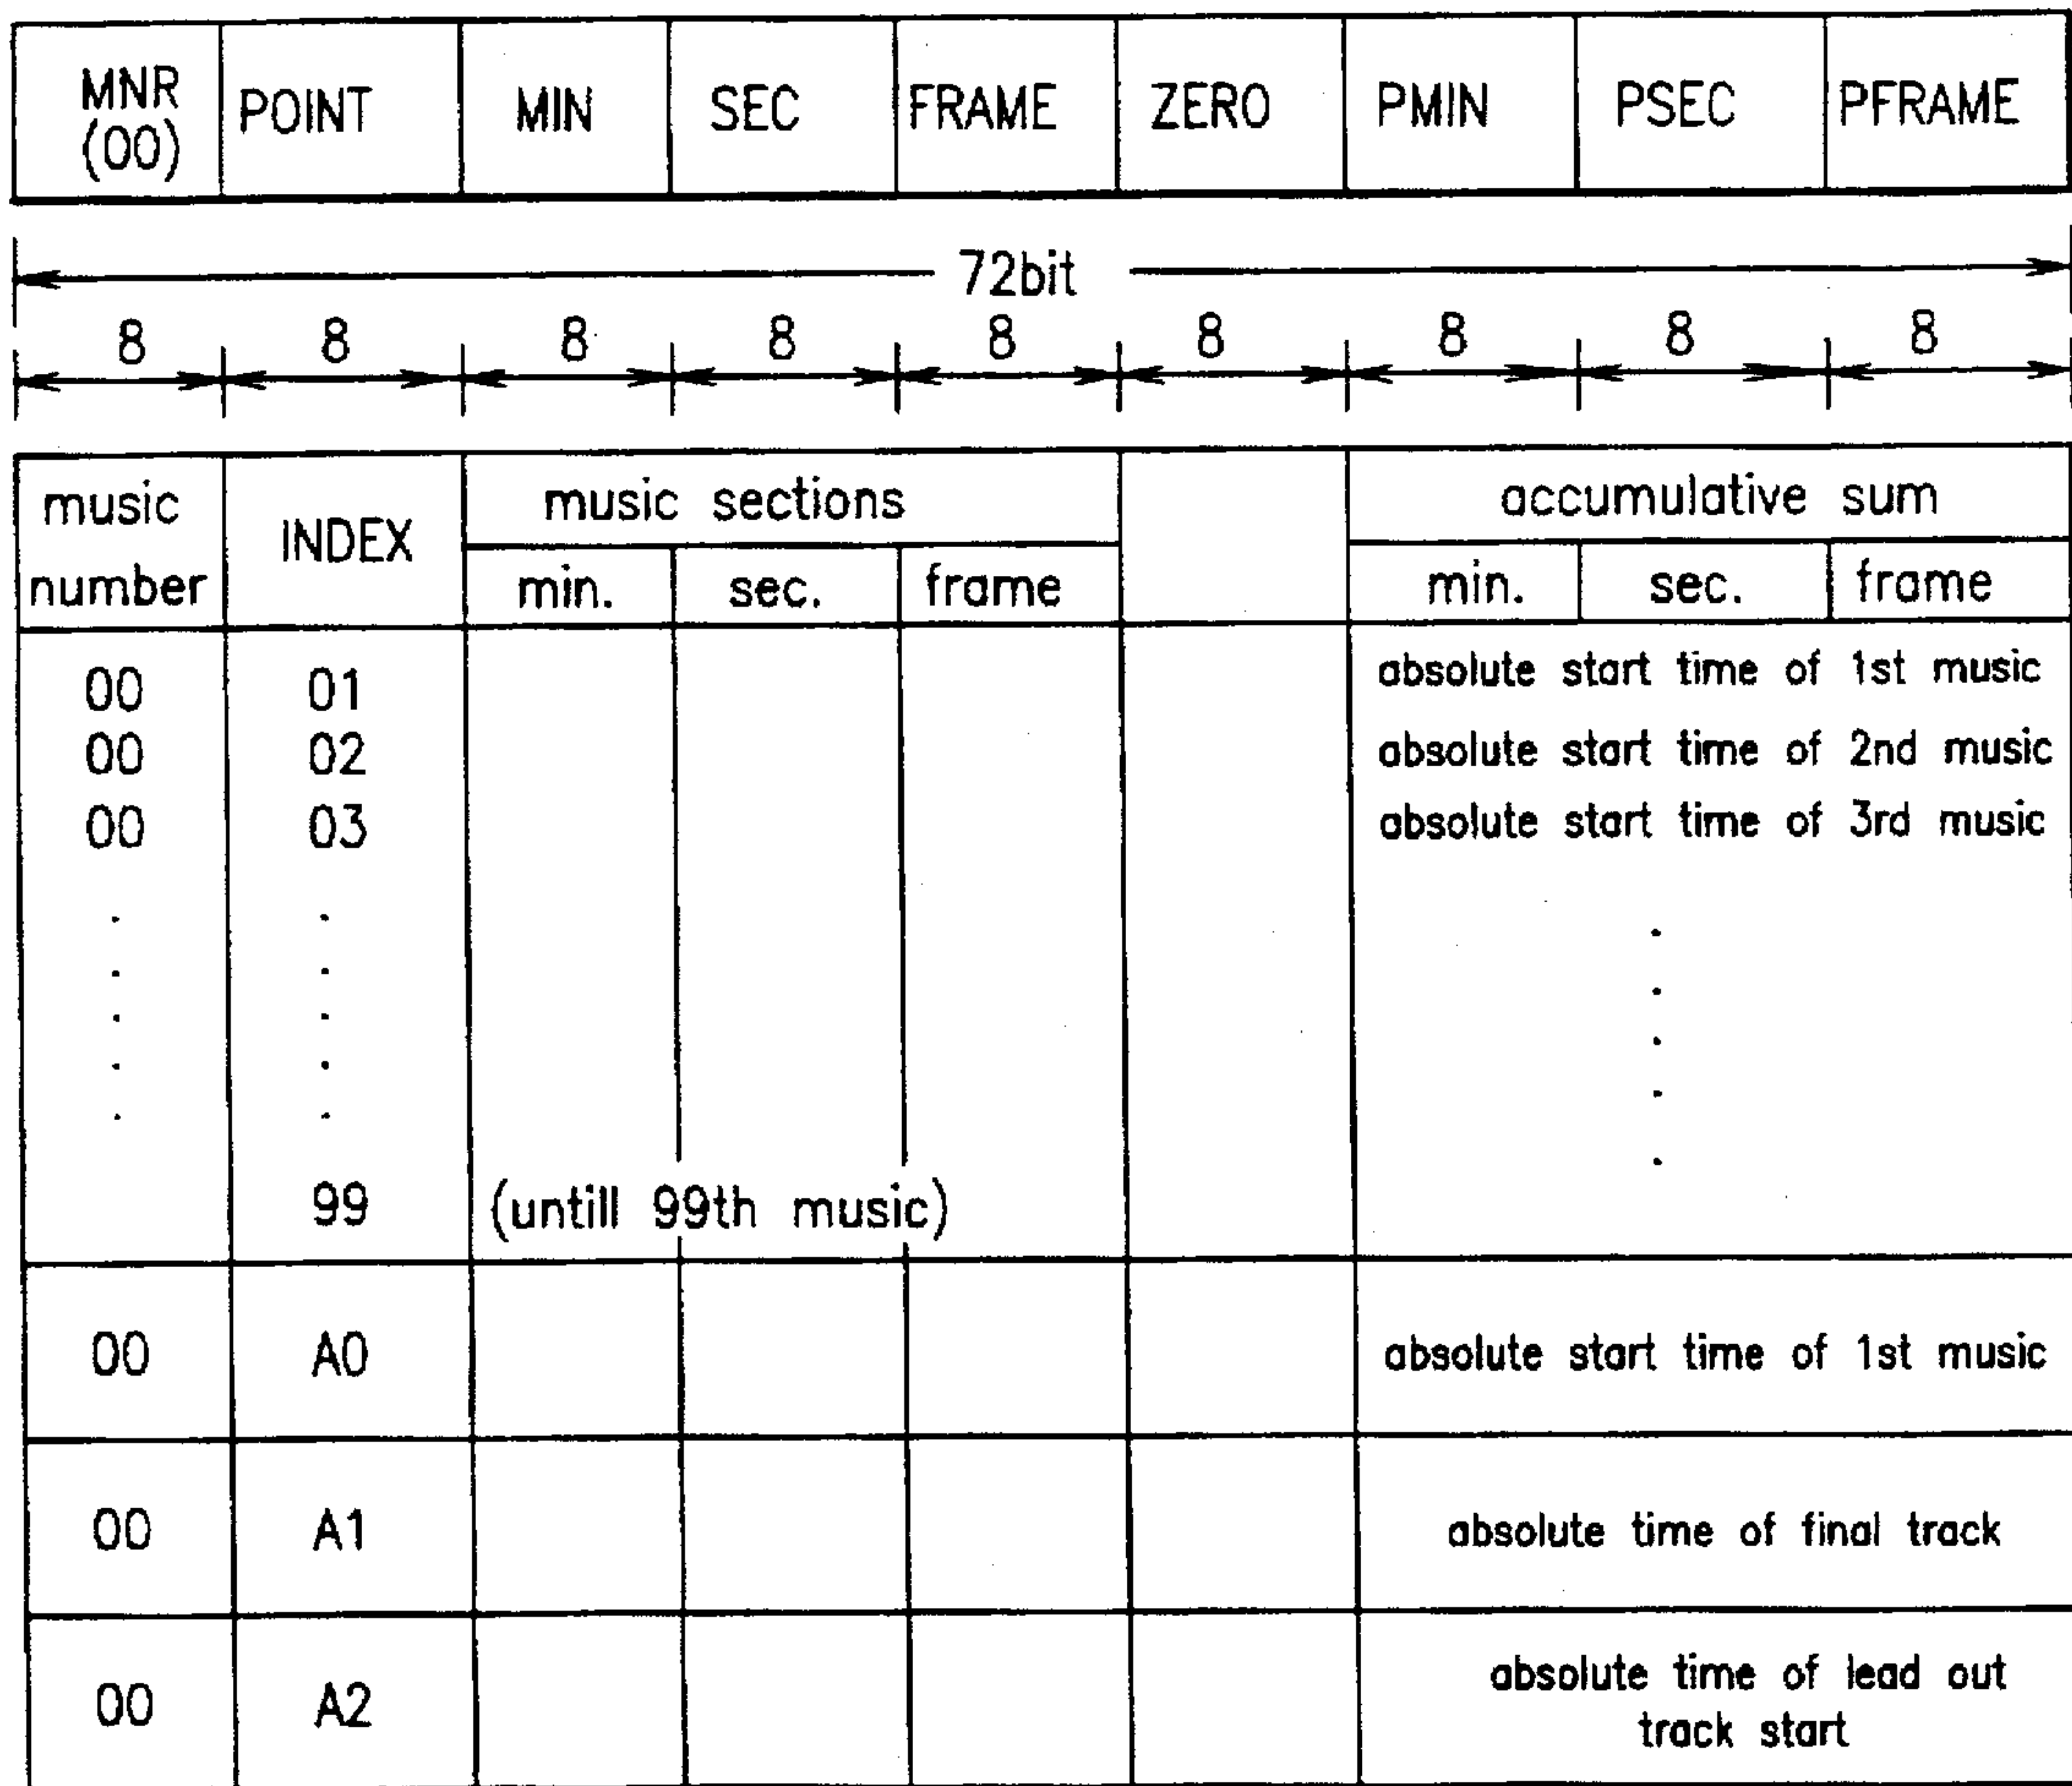 MNR (00) POINT MIN SEC FRAME ZERO PMIN PSEC PFRAME
72bit
8 8 8 8 8 8 8 8 8
music number INDEX music sections accumulative sum
min. sec. frame min. sec. frame
00 01 absolute start time of 1st music
00 02 absolute start time of 2nd music
00 03 absolute start time of 3rd music
. . .
. . .
. . .
. . .
. . .
99 (untill 99th music)
00 A0 absolute start time of 1st music
00 A1 absolute time of final track
00 A2 absolute time of lead out
track start